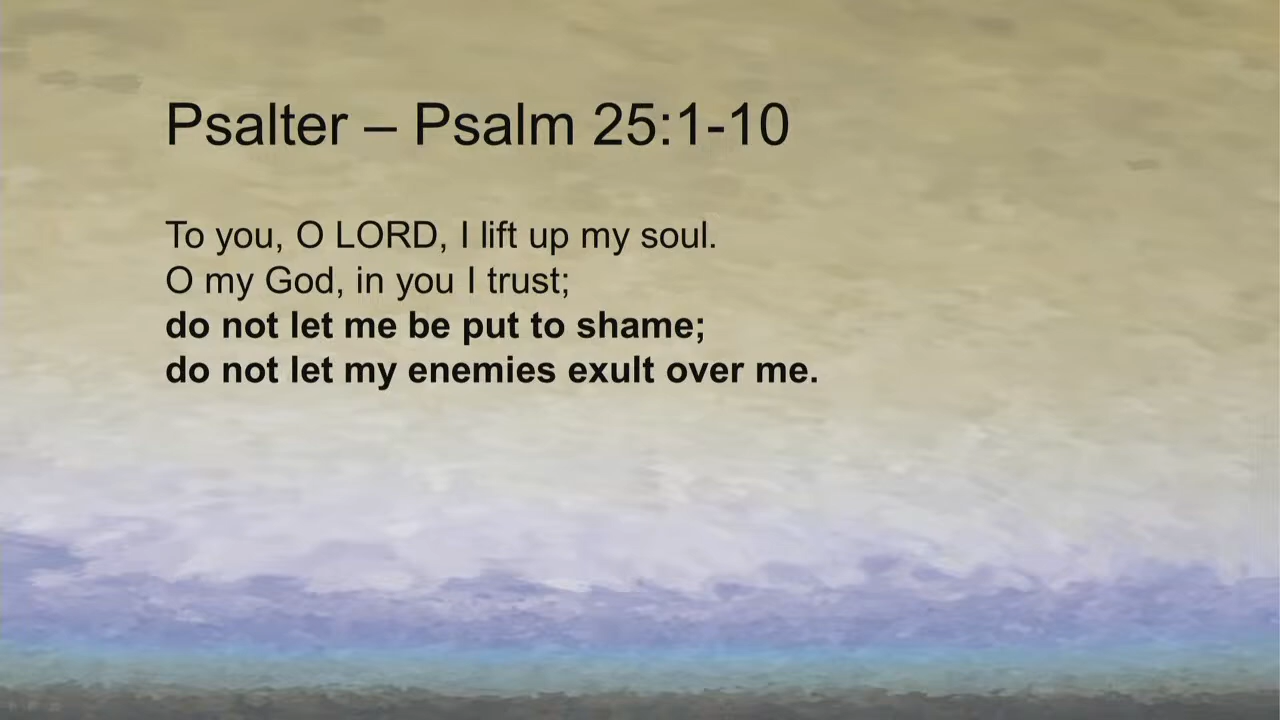 Psalter – Psalm 25:1-10
To you, O LORD, I lift up my soul.
O my God, in you I trust;
do not let me be put to shame;
do not let my enemies exult over me.